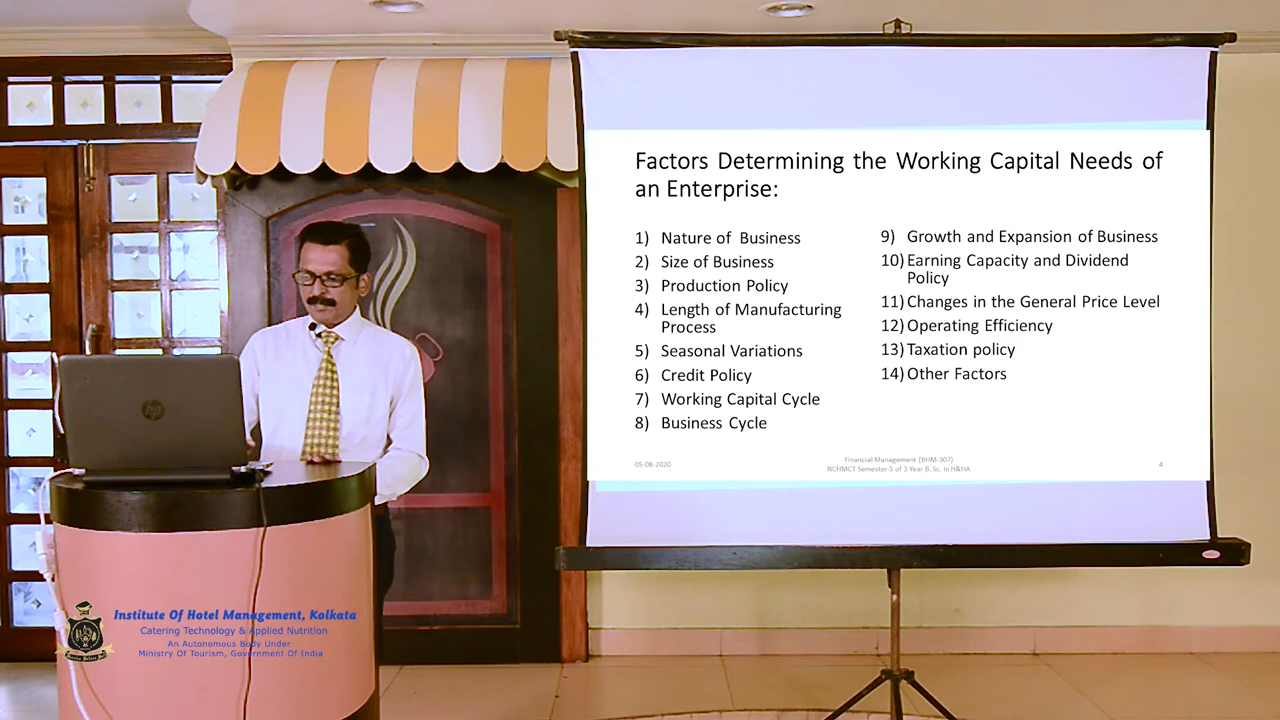 Factors Determining the Working Capital Needs of
an Enterprise:
1) Nature of Business
2) Size of Business
3) Production Policy
4) Length of Manufacturing
Process
5) Seasonal Variations
6) Credit Policy
7) Working Capital Cycle
8) Business Cycle
9) Growth and Expansion of Business
10) Earning Capacity and Dividend
Policy
11) Changes in the General Price Level
12) Operating Efficiency
13) Taxation policy
14) Other Factors
05-08-2020
Financial Management (BHM-307)
NCHMCT Semester-5 of 3 Year B. Sc. in H&HA
4
hp
Institute Of Hotel Management, Kolkata
Catering Technology & Applied Nutrition
An Autonomous Body Under
Ministry Of Tourism, Government Of India